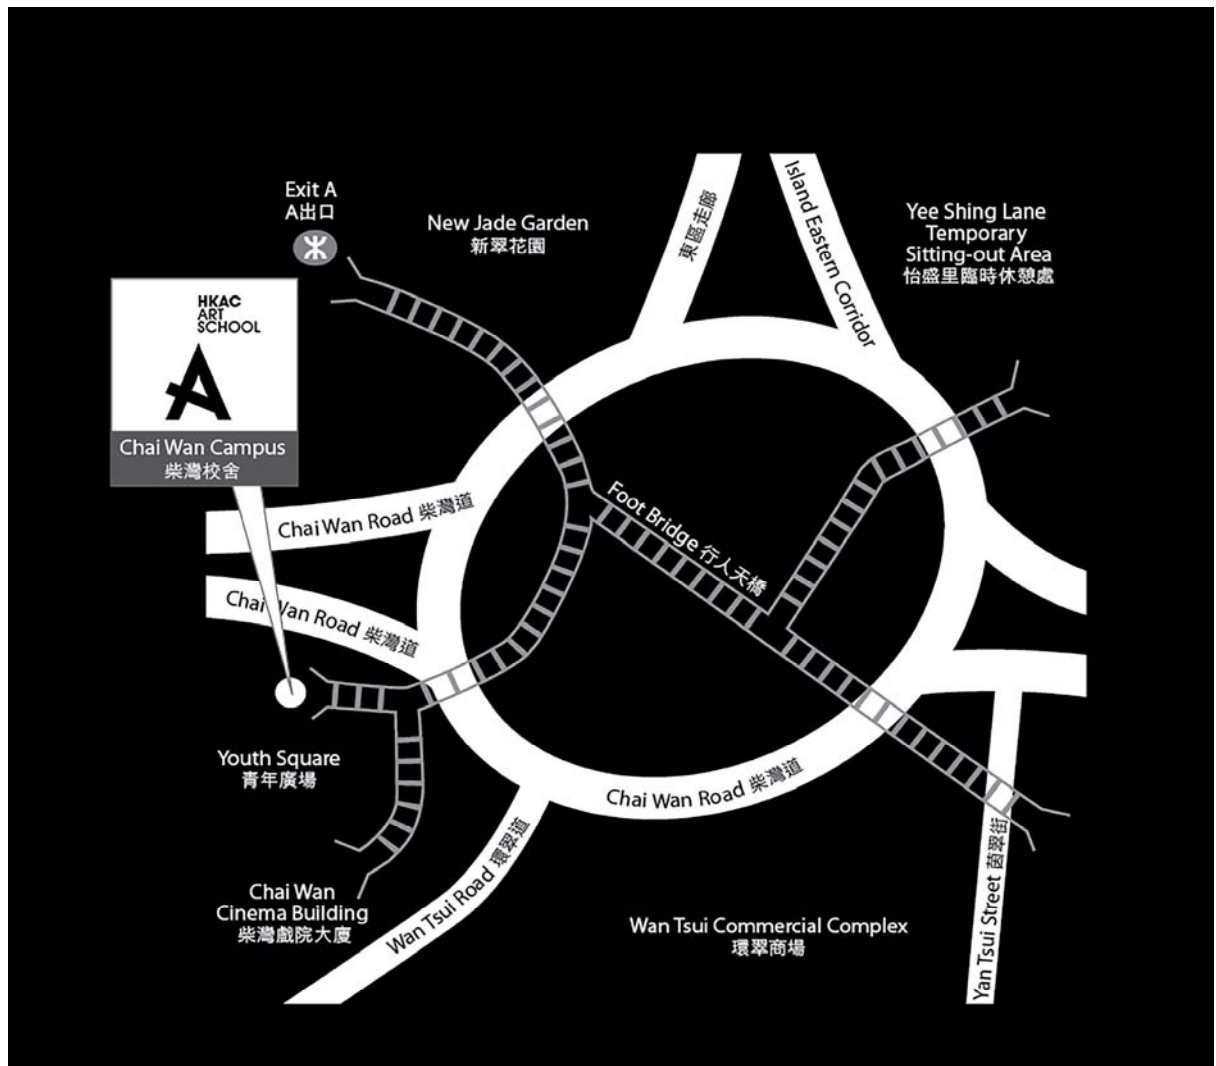 Exit A
A出口
New Jade Garden
新翠花園
東區走廊
Island Eastern Corridor
Yee Shing Lane
Temporary
Sitting-out Area
怡盛里臨時休憩處
HKAC
ART
SCHOOL
Chai Wan Campus
柴灣校舍
Chai Wan Road 柴灣道
Foot Bridge 行人天橋
Chai Wan Road 柴灣道
Youth Square
青年廣場
Chai Wan Road 柴灣道
Wan Tsui Road 環翠道
Yan Tsui Street 茵翠街
Chai Wan
Cinema Building
柴灣戲院大廈
Wan Tsui Commercial Complex
環翠商場